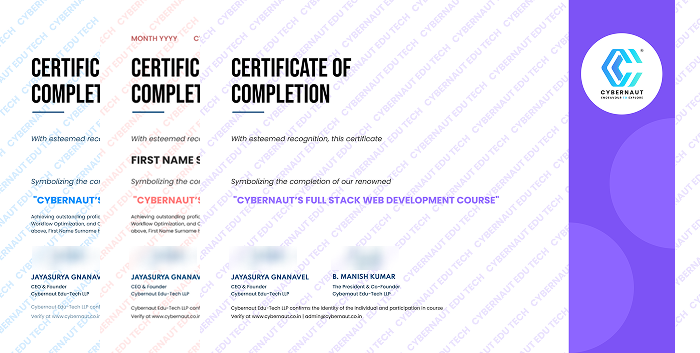 CERTIFIC
COMPLET
With esteemed reco
Symbolizing the co
"CYBERNAUT'S
Achieving outstanding profic
Workflow Optimization, and C
above, First Name Surname h
JAYASURYA GNANAV
CEO & Founder
Cybernaut Edu-Tech LLP
Cybernaut Edu-Tech LLP conf
Verify at www.cybernaut.co
MONTH YYYY
CERTIFIC
COMPLET
With esteemed reco
FIRST NAME S
Symbolizing the co
"CYBERNAUT'S
Achieving outstanding profic
Workflow Optimization, and C
above, First Name Surname h
JAYASURYA GNANAV
CEO & Founder
Cybernaut Edu-Tech LLP
Cybernaut Edu-Tech LLP conf
Verify at www.cybernaut.co
CERTIFICATE OF
COMPLETION
With esteemed recognition, this certificate
Symbolizing the completion of our renowned
"CYBERNAUT'S FULL STACK WEB DEVELOPMENT COURSE"
JAYASURYA GNANAVEL
CEO & Founder
Cybernaut Edu-Tech LLP
B. MANISH KUMAR
The President & Co-Founder
Cybernaut Edu-Tech LLP
Cybernaut Edu-Tech LLP confirms the identity of the individual and participation in course
Verify at www.cybernaut.co.in | admin@cybernaut.co.in
CYBERNAUT
CYBERNAUT EDU TECH